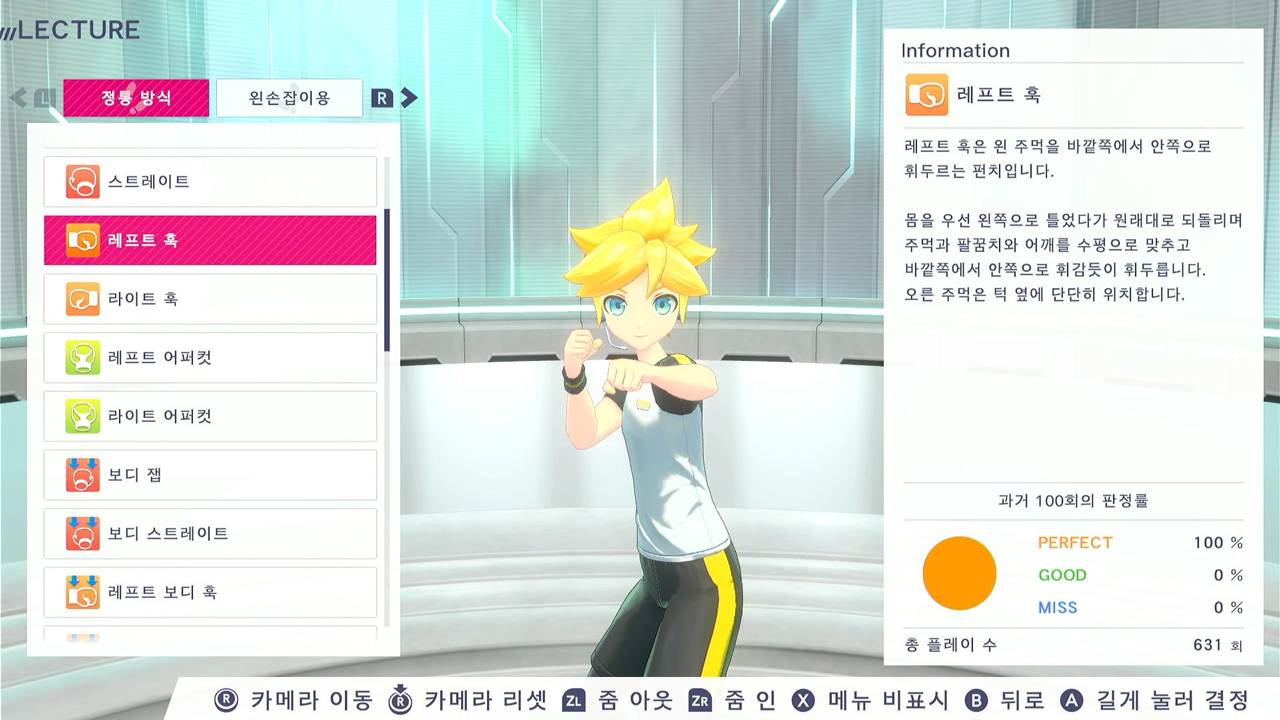 LECTURE
L
정통 방식
왼손잡이용
R
스트레이트
레프트 훅
라이트 훅
레프트 어퍼컷
라이트 어퍼컷
보디 잽
보디 스트레이트
레프트 보디 훅
Information
레프트 훅
레프트 훅은 왼 주먹을 바깥쪽에서 안쪽으로
휘두르는 펀치입니다.
몸을 우선 왼쪽으로 틀었다가 원래대로 되돌리며
주먹과 팔꿈치와 어깨를 수평으로 맞추고
바깥쪽에서 안쪽으로 휘감듯이 휘두릅니다.
오른 주먹은 턱 옆에 단단히 위치합니다.
과거 100회의 판정률
PERFECT 100 %
GOOD 0 %
MISS 0 %
총 플레이 수 631 회
R 카메라 이동 R 카메라 리셋 ZL 줌 아웃 ZR 줌 인 X 메뉴 비표시 B 뒤로 A 길게 눌러 결정